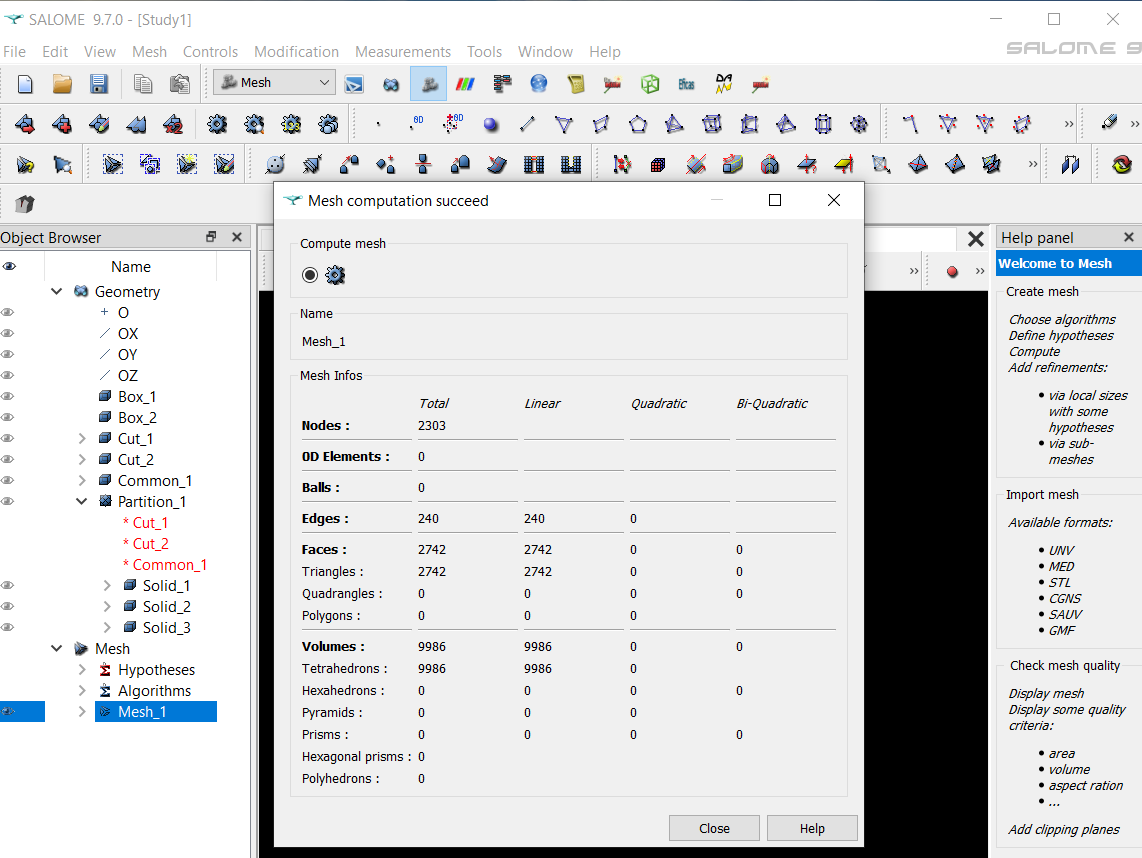 SALOME 9.7.0 - [Study1]
File Edit View Mesh Controls Modification Measurements Tools Window Help
SALOME 9
Mesh
0D
0D
Eficas
Mesh computation succeed
Object Browser
Name
Geometry
O
OX
OY
OZ
Box_1
Box_2
Cut_1
Cut_2
Common_1
Partition_1
* Cut_1
* Cut_2
* Common_1
Solid_1
Solid_2
Solid_3
Mesh
Hypotheses
Algorithms
Mesh_1
Compute mesh
Name
Mesh_1
Mesh Infos
Total Linear Quadratic Bi-Quadratic
Nodes : 2303
0D Elements : 0
Balls : 0
Edges : 240 240 0
Faces : 2742 2742 0 0
Triangles : 2742 2742 0 0
Quadrangles : 0 0 0 0
Polygons : 0 0 0
Volumes : 9986 9986 0 0
Tetrahedrons : 9986 9986 0
Hexahedrons : 0 0 0 0
Pyramids : 0 0 0
Prisms : 0 0 0 0
Hexagonal prisms : 0
Polyhedrons : 0
Close Help
Help panel
Welcome to Mesh
Create mesh
Choose algorithms
Define hypotheses
Compute
Add refinements:
• via local sizes
with some
hypotheses
• via sub-
meshes
Import mesh
Available formats:
• UNV
• MED
• STL
• CGNS
• SAUV
• GMF
Check mesh quality
Display mesh
Display some quality
criteria:
• area
• volume
• aspect ration
• ...
Add clipping planes